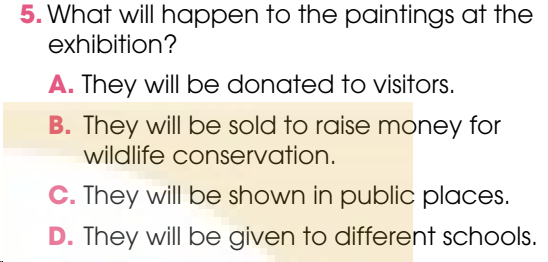 5. What will happen to the paintings at the
exhibition?
A. They will be donated to visitors.
B. They will be sold to raise money for
wildlife conservation.
C. They will be shown in public places.
D. They will be given to different schools.